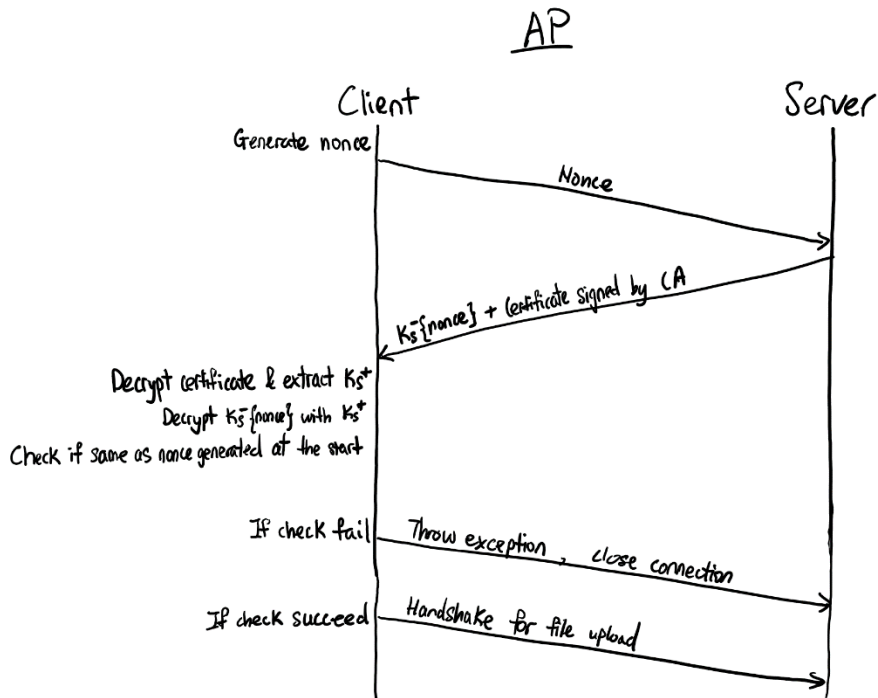 AP
Client
Server
Generate nonce
Nonce
Ks⁻{nonce} + Certificate signed by CA
Decrypt certificate & extract Ks⁺
Decrypt Ks⁻{nonce} with Ks⁺
Check if same as nonce generated at the start
If check fail
Throw exception, close connection
If check succeed
Handshake for file upload